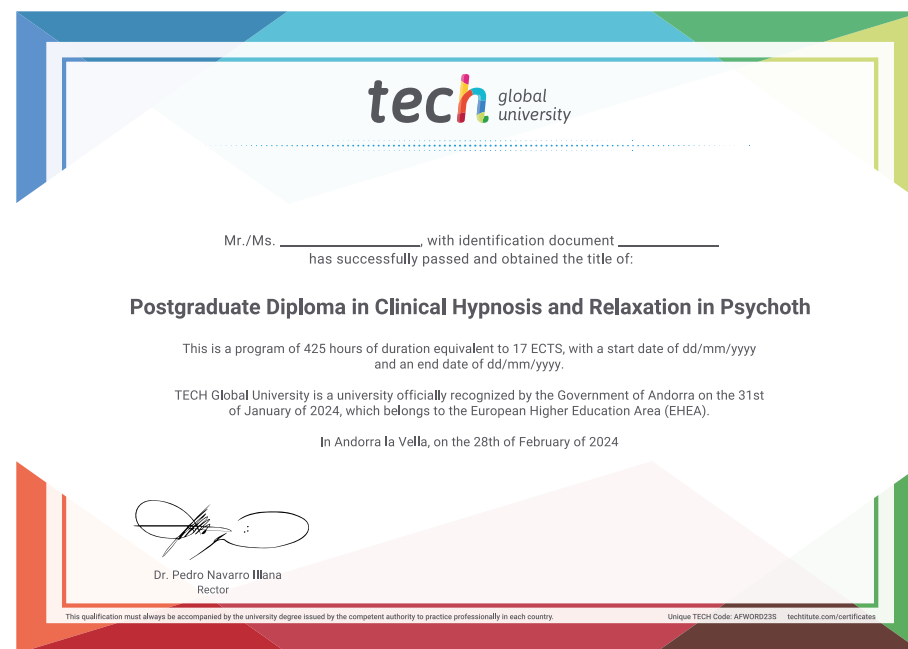 tech global
university
Mr./Ms. ____________, with identification document ____________
has successfully passed and obtained the title of:
Postgraduate Diploma in Clinical Hypnosis and Relaxation in Psychoth
This is a program of 425 hours of duration equivalent to 17 ECTS, with a start date of dd/mm/yyyy
and an end date of dd/mm/yyyy.
TECH Global University is a university officially recognized by the Government of Andorra on the 31st
of January of 2024, which belongs to the European Higher Education Area (EHEA).
In Andorra la Vella, on the 28th of February of 2024
Dr. Pedro Navarro Illana
Rector
This qualification must always be accompanied by the university degree issued by the competent authority to practice professionally in each country.
Unique TECH Code: AFWORD23S techtitute.com/certificates